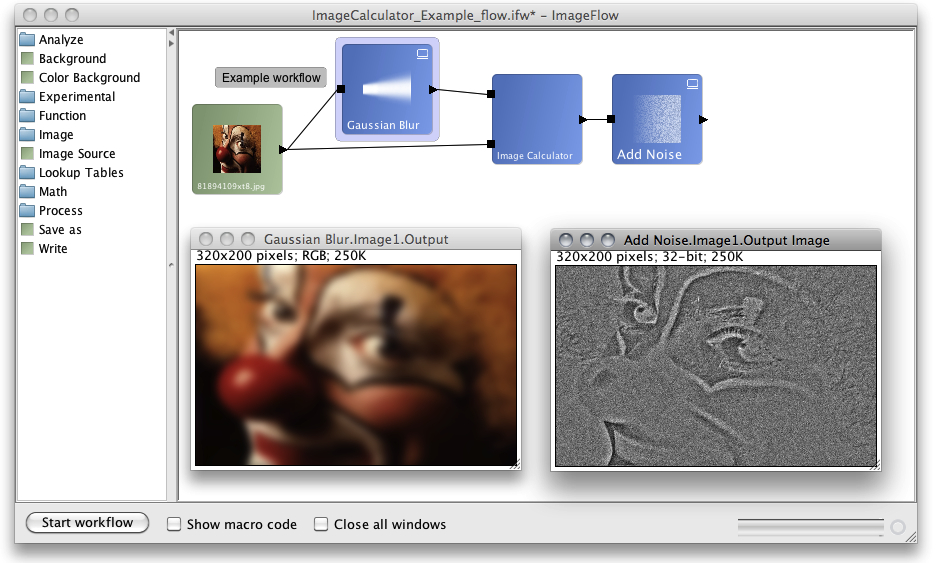 ImageCalculator_Example_flow.ifw* - ImageFlow
Analyze
Background
Color Background
Experimental
Function
Image
Image Source
Lookup Tables
Math
Process
Save as
Write
Example workflow
81894109xt8.jpg
Gaussian Blur
Image Calculator
Add Noise
Gaussian Blur.Image1.Output
320x200 pixels; RGB; 250K
Add Noise.Image1.Output Image
320x200 pixels; 32-bit; 250K
Start workflow
Show macro code
Close all windows